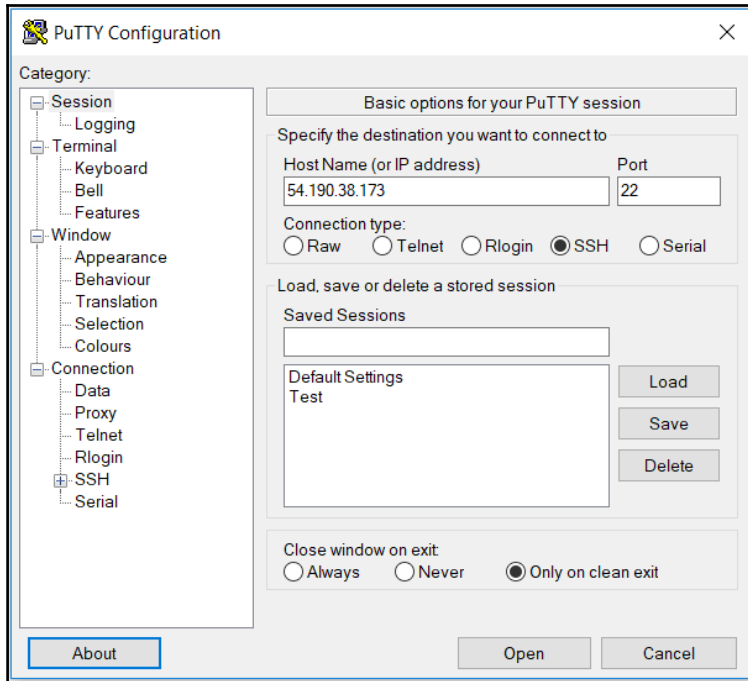 PuTTY Configuration
Category:
Session
Logging
Terminal
Keyboard
Bell
Features
Window
Appearance
Behaviour
Translation
Selection
Colours
Connection
Data
Proxy
Telnet
Rlogin
SSH
Serial
Basic options for your PuTTY session
Specify the destination you want to connect to
Host Name (or IP address) Port
54.190.38.173 22
Connection type:
Raw Telnet Rlogin SSH Serial
Load, save or delete a stored session
Saved Sessions
Default Settings
Test
Load
Save
Delete
Close window on exit:
Always Never Only on clean exit
About Open Cancel